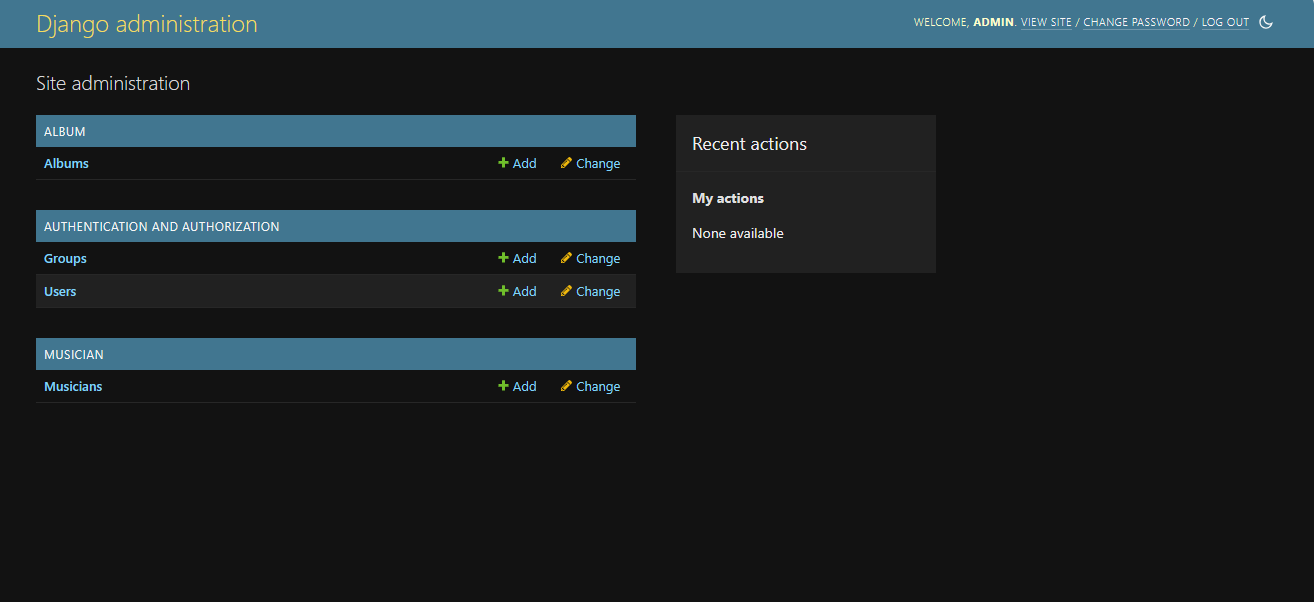 Django administration
WELCOME, ADMIN. VIEW SITE / CHANGE PASSWORD / LOG OUT
Site administration
ALBUM
Albums Add Change
AUTHENTICATION AND AUTHORIZATION
Groups Add Change
Users Add Change
MUSICIAN
Musicians Add Change
Recent actions
My actions
None available